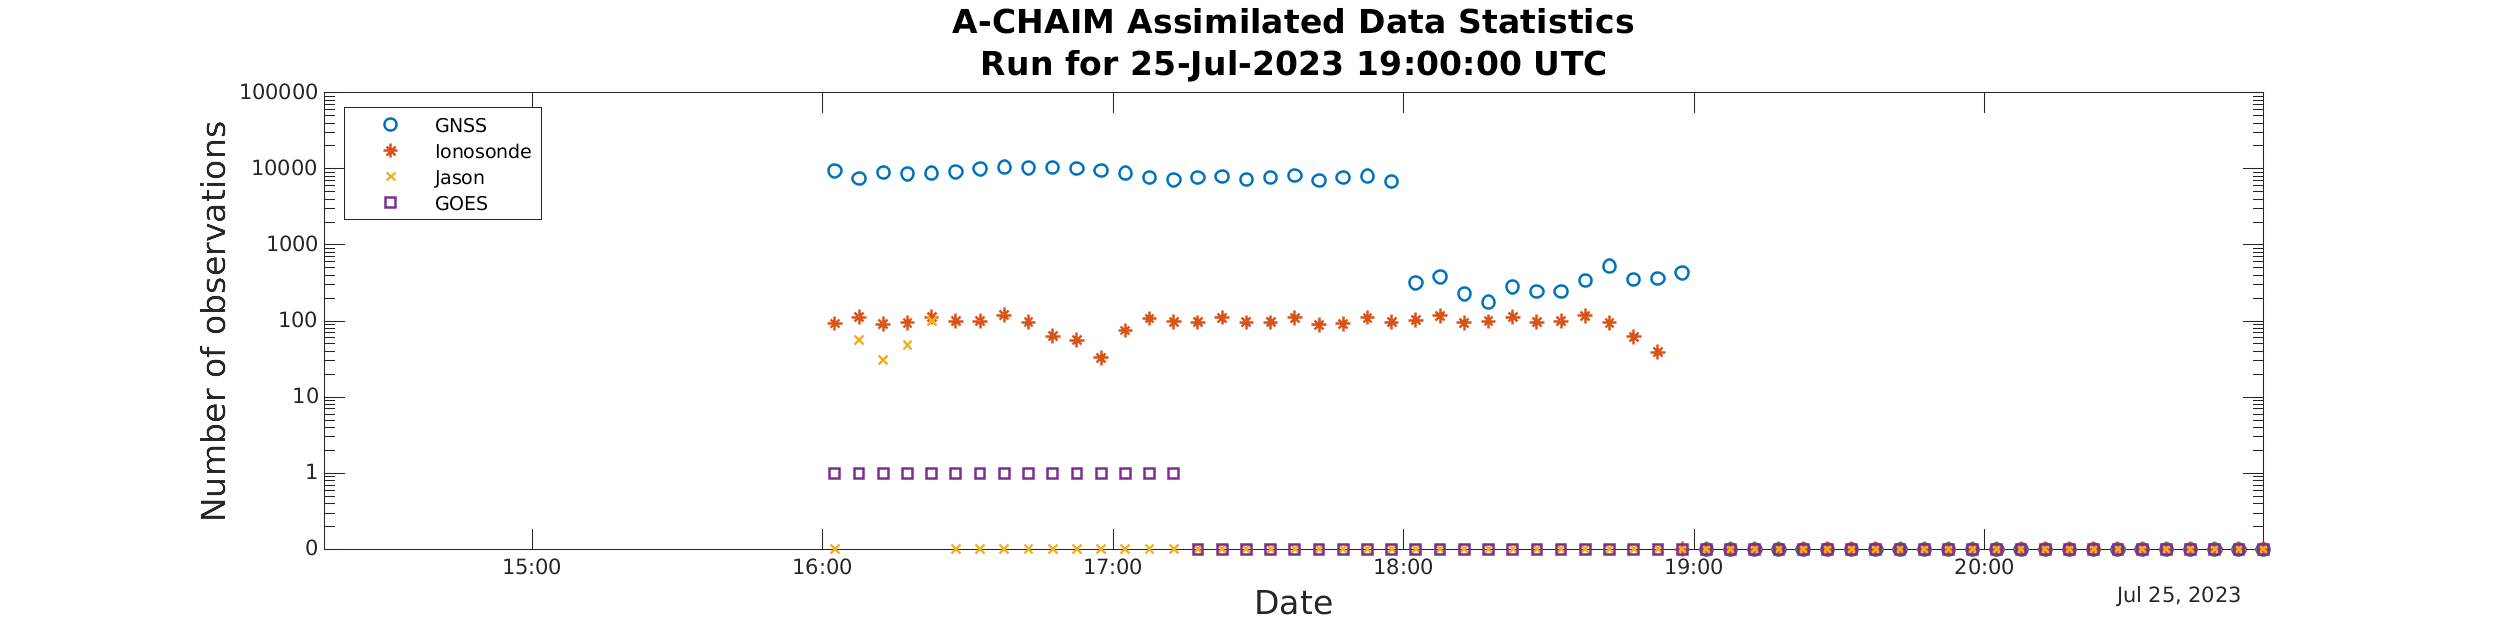 A-CHAIM Assimilated Data Statistics
Run for 25-Jul-2023 19:00:00 UTC
100000
10000
1000
100
10
1
0
Number of observations
GNSS
Ionosonde
Jason
GOES
15:00
16:00
17:00
18:00
19:00
20:00
Date
Jul 25, 2023